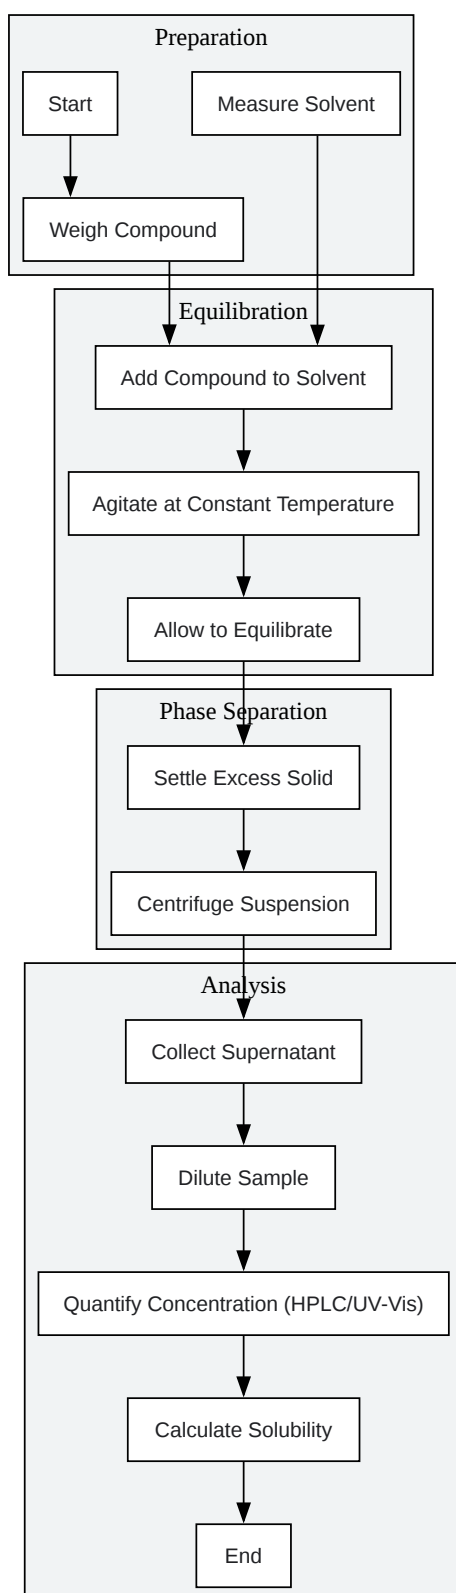 Preparation
Start
Measure Solvent
Weigh Compound
Equilibration
Add Compound to Solvent
Agitate at Constant Temperature
Allow to Equilibrate
Phase Separation
Settle Excess Solid
Centrifuge Suspension
Analysis
Collect Supernatant
Dilute Sample
Quantify Concentration (HPLC/UV-Vis)
Calculate Solubility
End